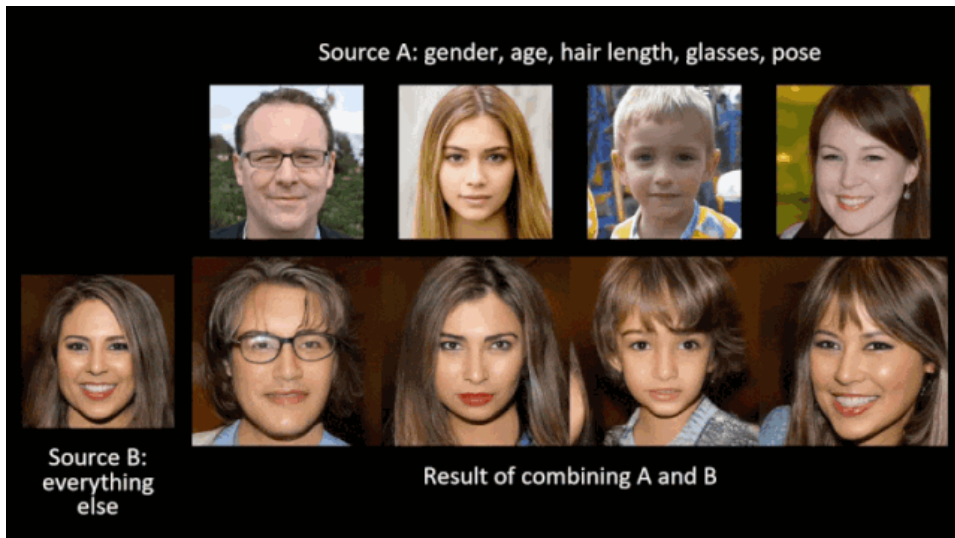 Source A: gender, age, hair length, glasses, pose
Source B:
everything
else
Result of combining A and B